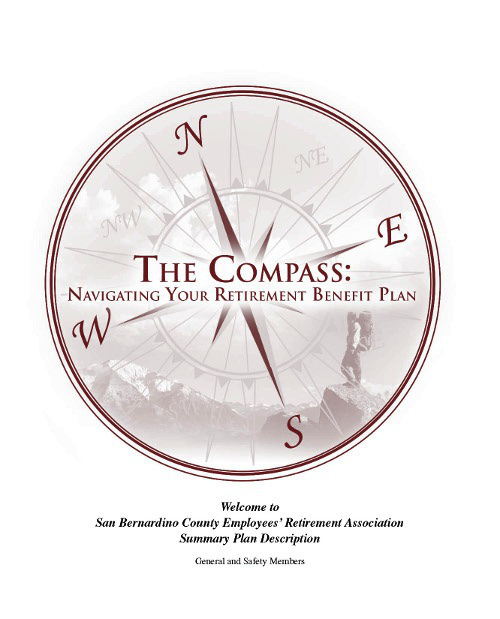 N
NE
NW
E
THE COMPASS:
NAVIGATING YOUR RETIREMENT BENEFIT PLAN
W
S
Welcome to
San Bernardino County Employees' Retirement Association
Summary Plan Description
General and Safety Members